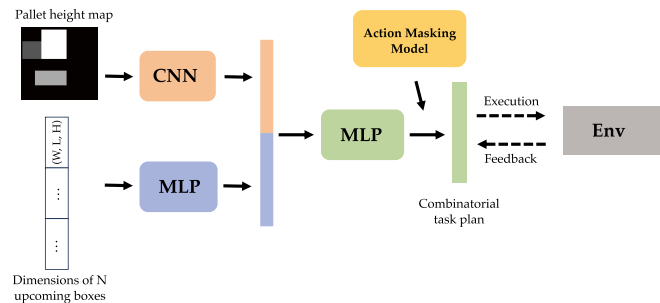 Pallet height map
CNN
Action Masking
Model
(W, L, H)
...
...
MLP
MLP
Execution
Feedback
Env
Combinatorial
task plan
Dimensions of N
upcoming boxes